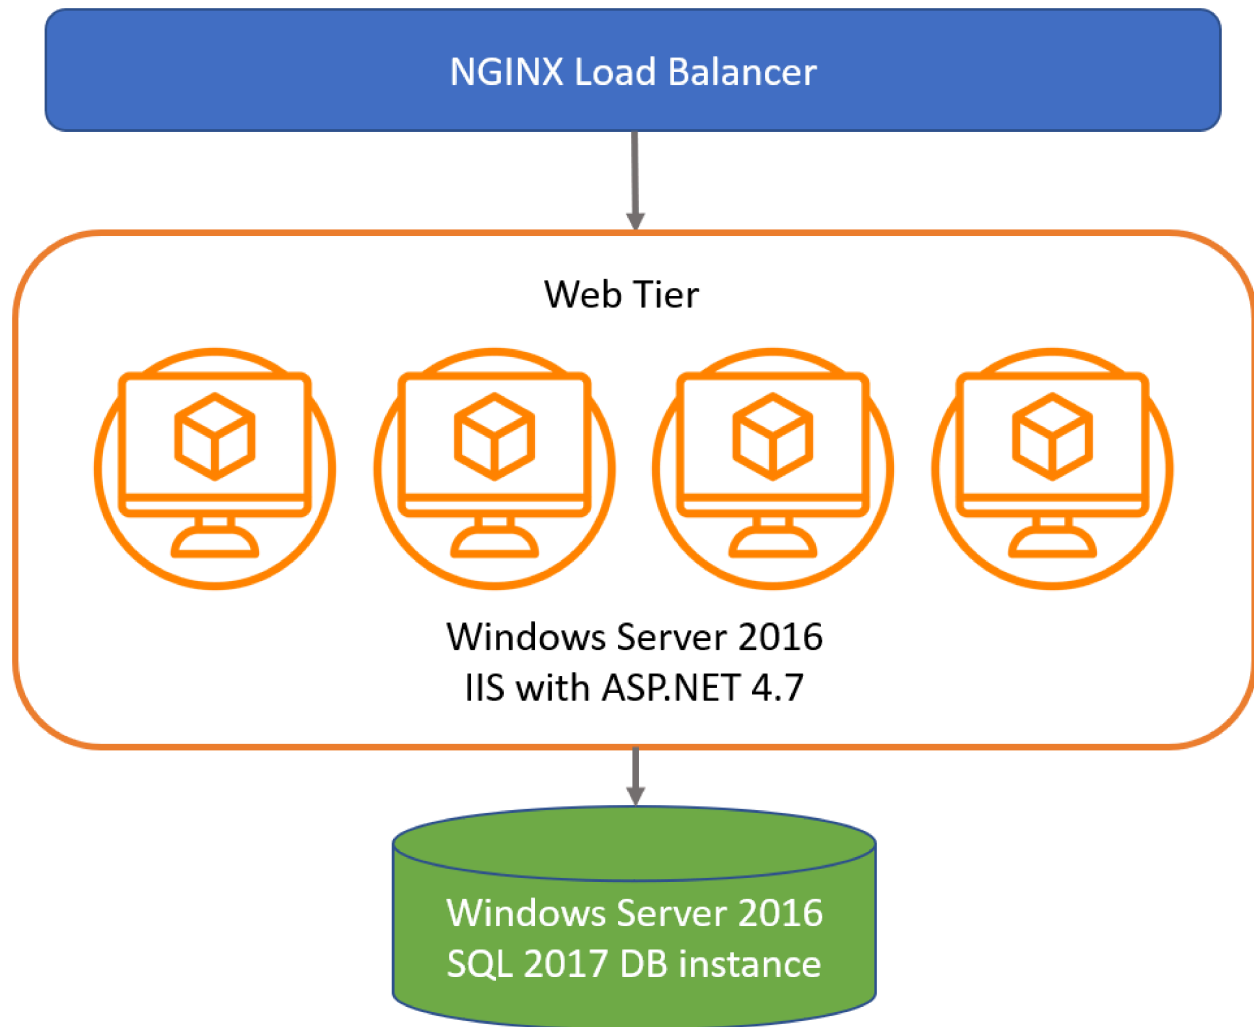 NGINX Load Balancer
Web Tier
Windows Server 2016
IIS with ASP.NET 4.7
Windows Server 2016
SQL 2017 DB instance